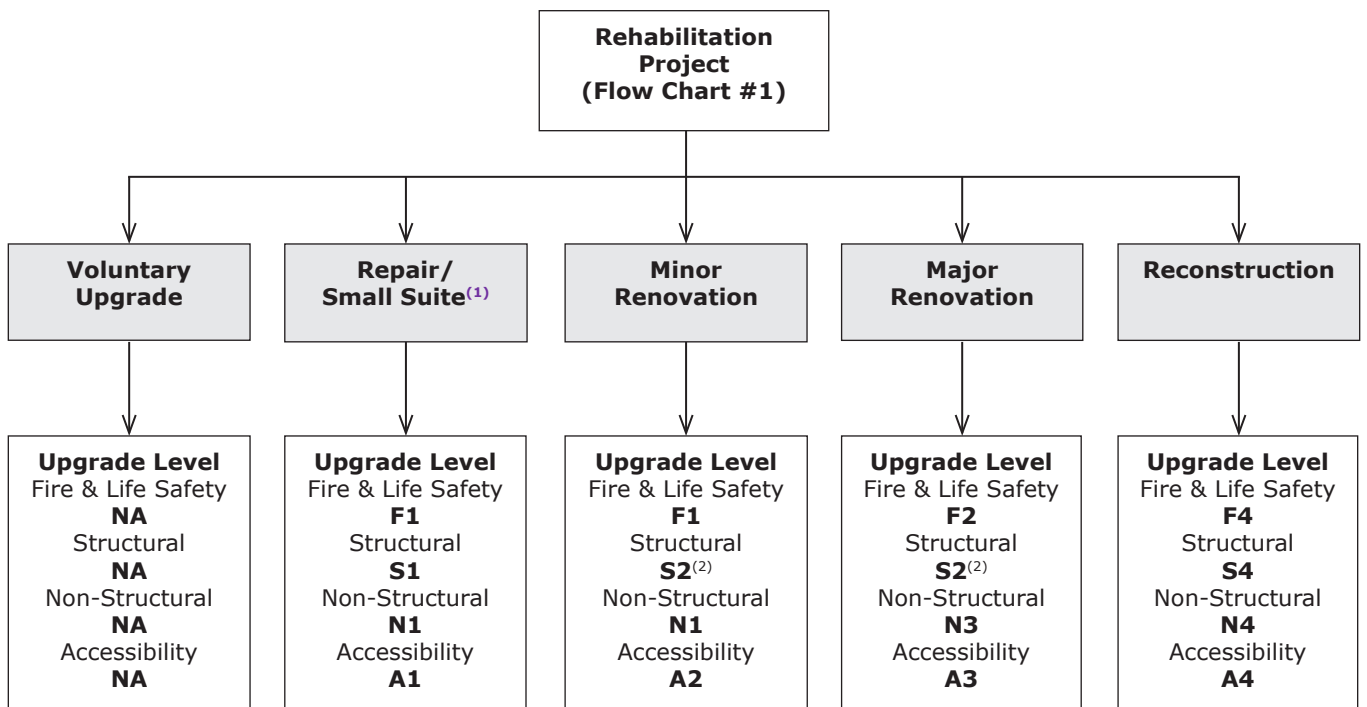 Rehabilitation
Project
(Flow Chart #1)
Voluntary
Upgrade
Repair/
Small Suite(1)
Minor
Renovation
Major
Renovation
Reconstruction
Upgrade Level
Fire & Life Safety
NA
Structural
NA
Non-Structural
NA
Accessibility
NA
Upgrade Level
Fire & Life Safety
F1
Structural
S1
Non-Structural
N1
Accessibility
A1
Upgrade Level
Fire & Life Safety
F1
Structural
S2(2)
Non-Structural
N1
Accessibility
A2
Upgrade Level
Fire & Life Safety
F2
Structural
S2(2)
Non-Structural
N3
Accessibility
A3
Upgrade Level
Fire & Life Safety
F4
Structural
S4
Non-Structural
N4
Accessibility
A4